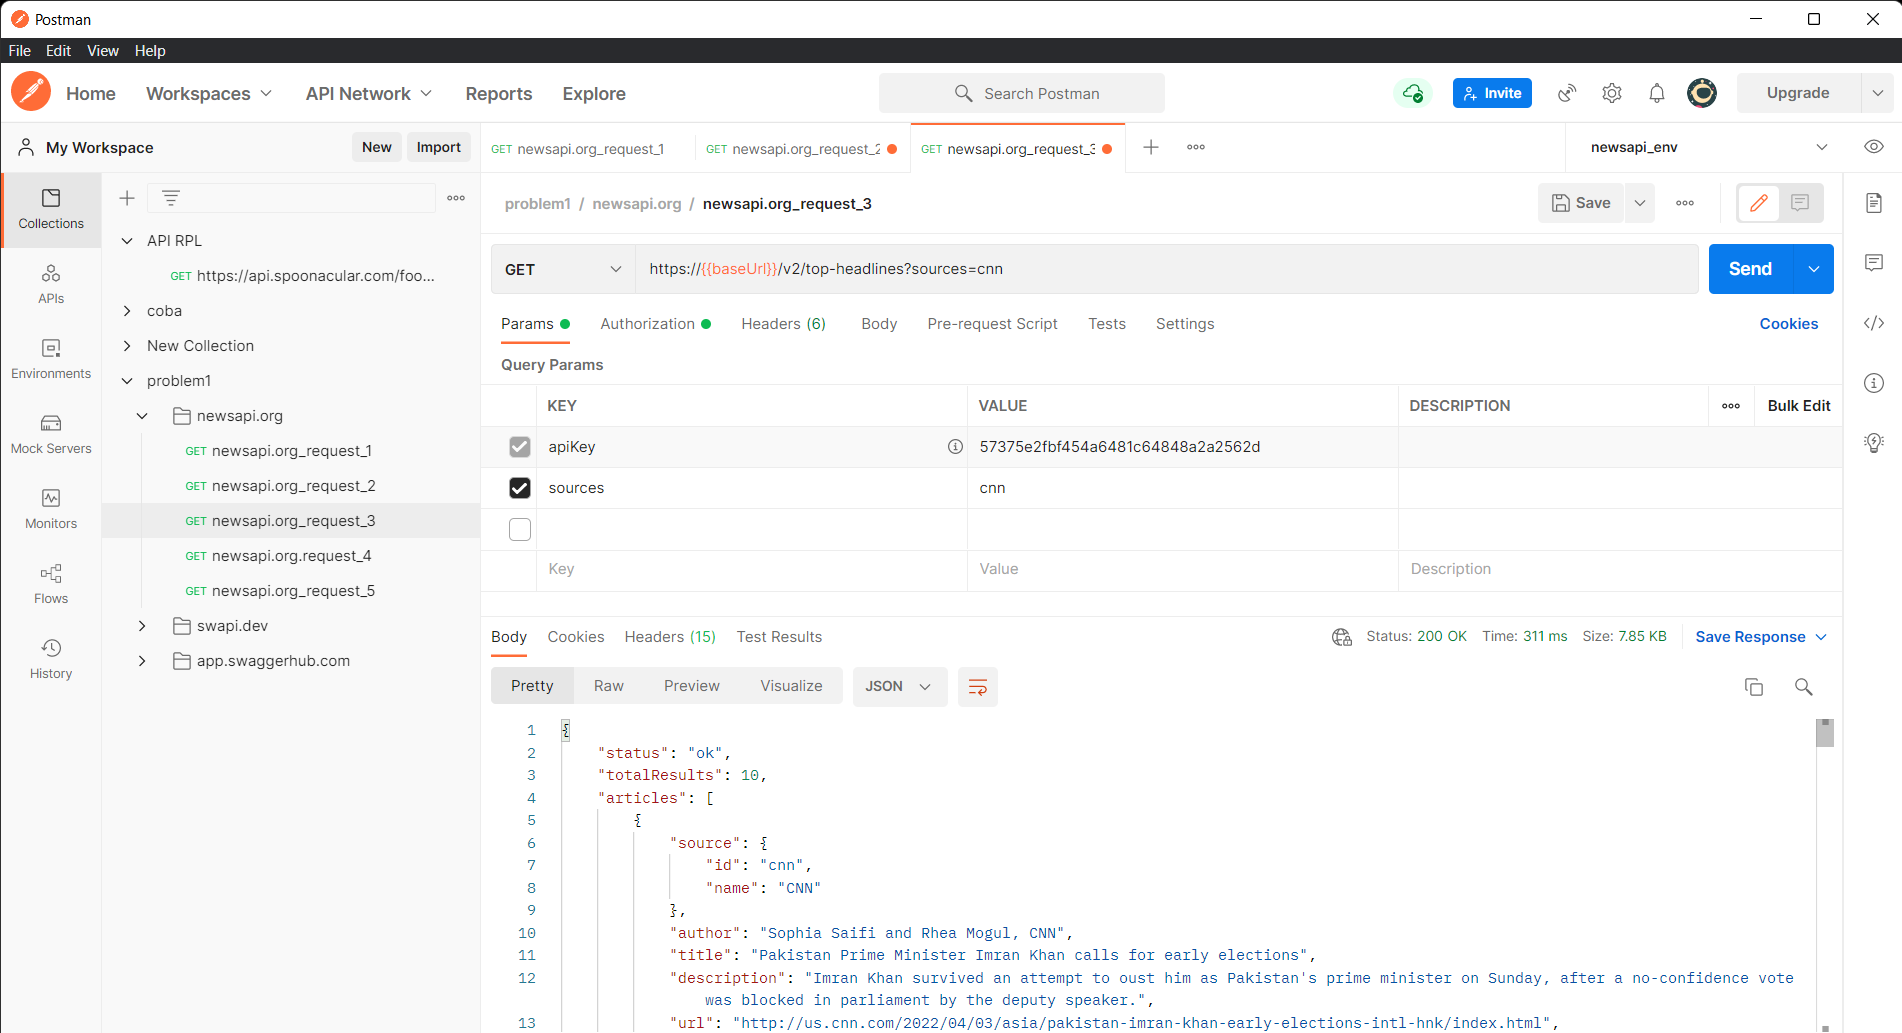 Postman
File Edit View Help
Home Workspaces API Network Reports Explore Search Postman Invite Upgrade
My Workspace New Import
GET newsapi.org_request_1 GET newsapi.org_request_2 GET newsapi.org_request_3 newsapi_env
Collections
APIs
Environments
Mock Servers
Monitors
Flows
History
API RPL
GET https://api.spoonacular.com/foo...
coba
New Collection
problem1
newsapi.org
GET newsapi.org_request_1
GET newsapi.org_request_2
GET newsapi.org_request_3
GET newsapi.org.request_4
GET newsapi.org_request_5
swapi.dev
app.swaggerhub.com
problem1 / newsapi.org / newsapi.org_request_3 Save
GET https://{{baseUrl}}/v2/top-headlines?sources=cnn Send
Params Authorization Headers (6) Body Pre-request Script Tests Settings Cookies
Query Params
KEY VALUE DESCRIPTION Bulk Edit
apiKey 57375e2fbf454a6481c64848a2a2562d
sources cnn
Key Value Description
Body Cookies Headers (15) Test Results Status: 200 OK Time: 311 ms Size: 7.85 KB Save Response
Pretty Raw Preview Visualize JSON
1 {
2 "status": "ok",
3 "totalResults": 10,
4 "articles": [
5 {
6 "source": {
7 "id": "cnn",
8 "name": "CNN"
9 },
10 "author": "Sophia Saifi and Rhea Mogul, CNN",
11 "title": "Pakistan Prime Minister Imran Khan calls for early elections",
12 "description": "Imran Khan survived an attempt to oust him as Pakistan's prime minister on Sunday, after a no-confidence vote
was blocked in parliament by the deputy speaker.",
13 "url": "http://us.cnn.com/2022/04/03/asia/pakistan-imran-khan-early-elections-intl-hnk/index.html",